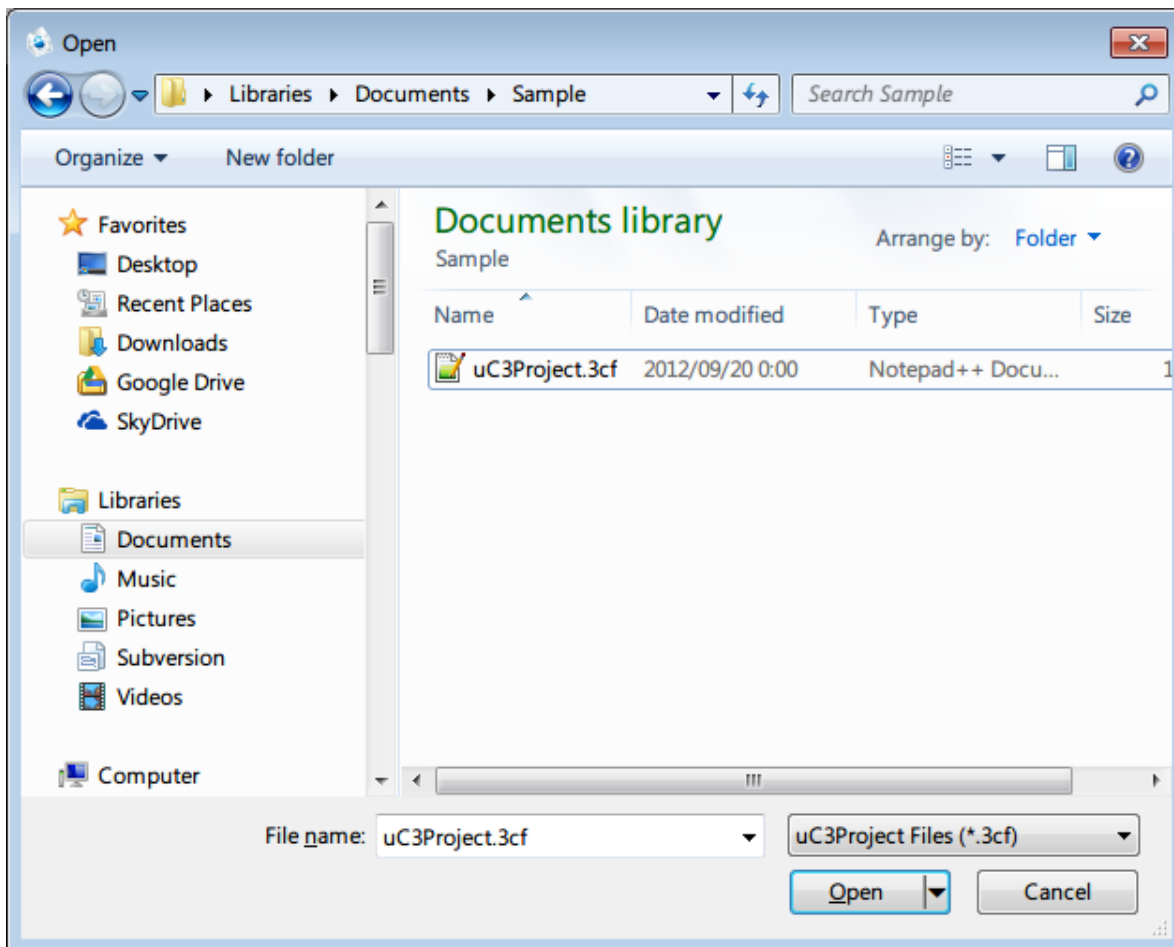 Open
Libraries Documents Sample
Search Sample
Organize New folder
Favorites
Desktop
Recent Places
Downloads
Google Drive
SkyDrive
Libraries
Documents
Music
Pictures
Subversion
Videos
Computer
Documents library
Sample
Arrange by: Folder
Name Date modified Type Size
uC3Project.3cf 2012/09/20 0:00 Notepad++ Docu... 1
File name: uC3Project.3cf uC3Project Files (*.3cf)
Open Cancel